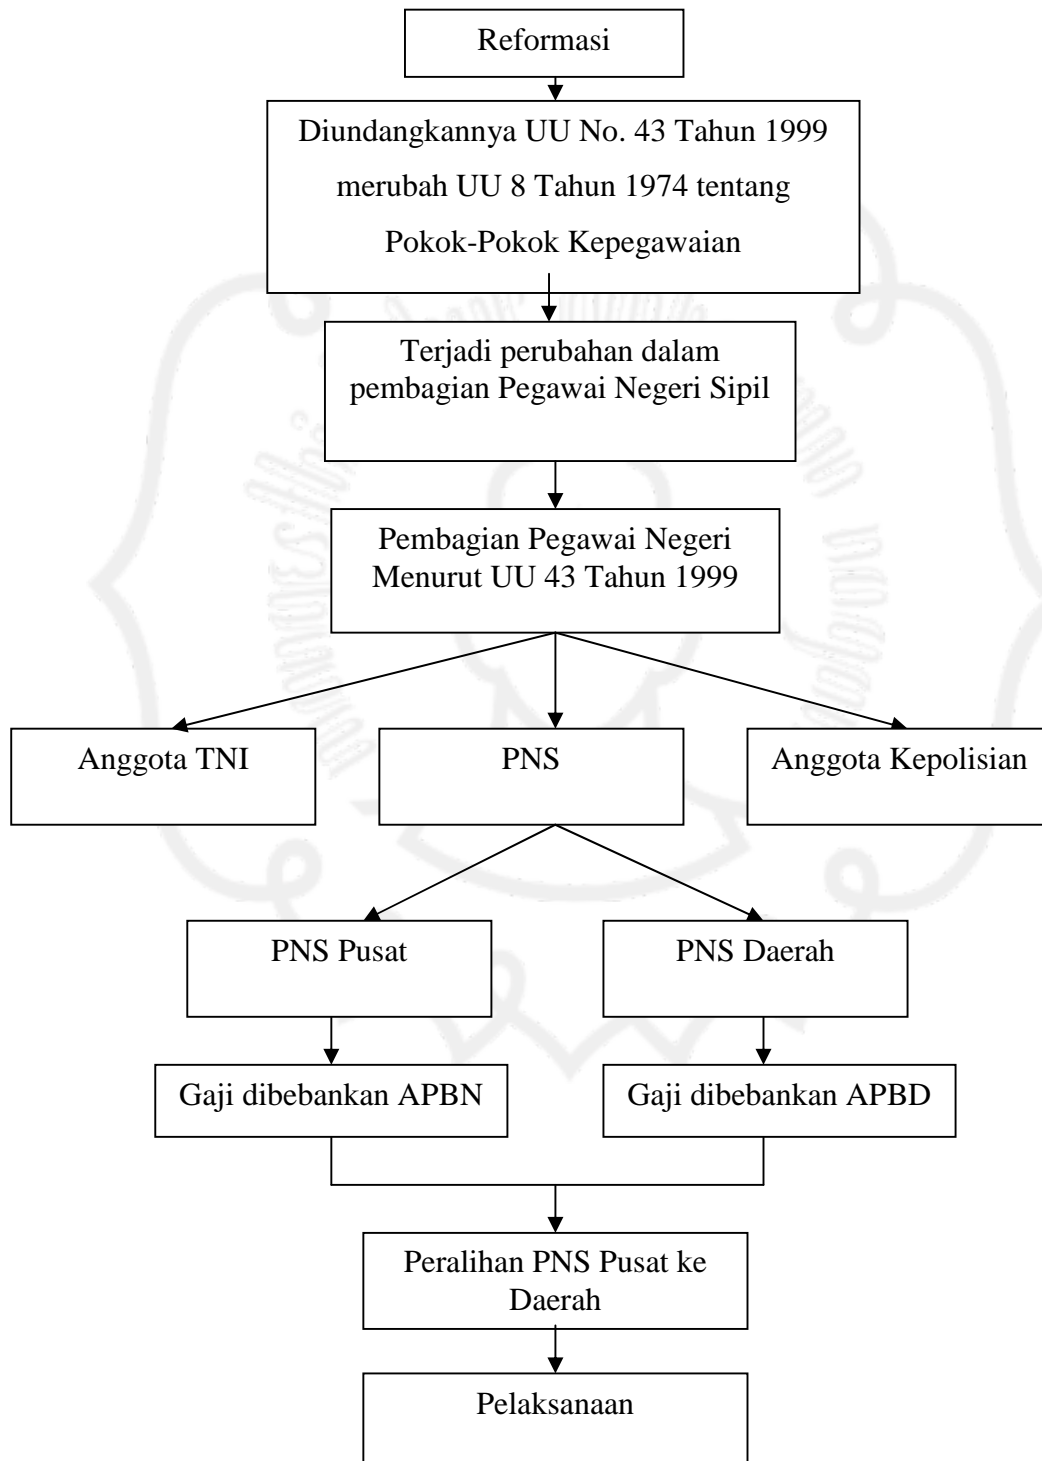 Reformasi
Diundangkannya UU No. 43 Tahun 1999
merubah UU 8 Tahun 1974 tentang
Pokok-Pokok Kepegawaian
Terjadi perubahan dalam
pembagian Pegawai Negeri Sipil
Pembagian Pegawai Negeri
Menurut UU 43 Tahun 1999
Anggota TNI
PNS
Anggota Kepolisian
PNS Pusat
PNS Daerah
Gaji dibebankan APBN
Gaji dibebankan APBD
Peralihan PNS Pusat ke
Daerah
Pelaksanaan